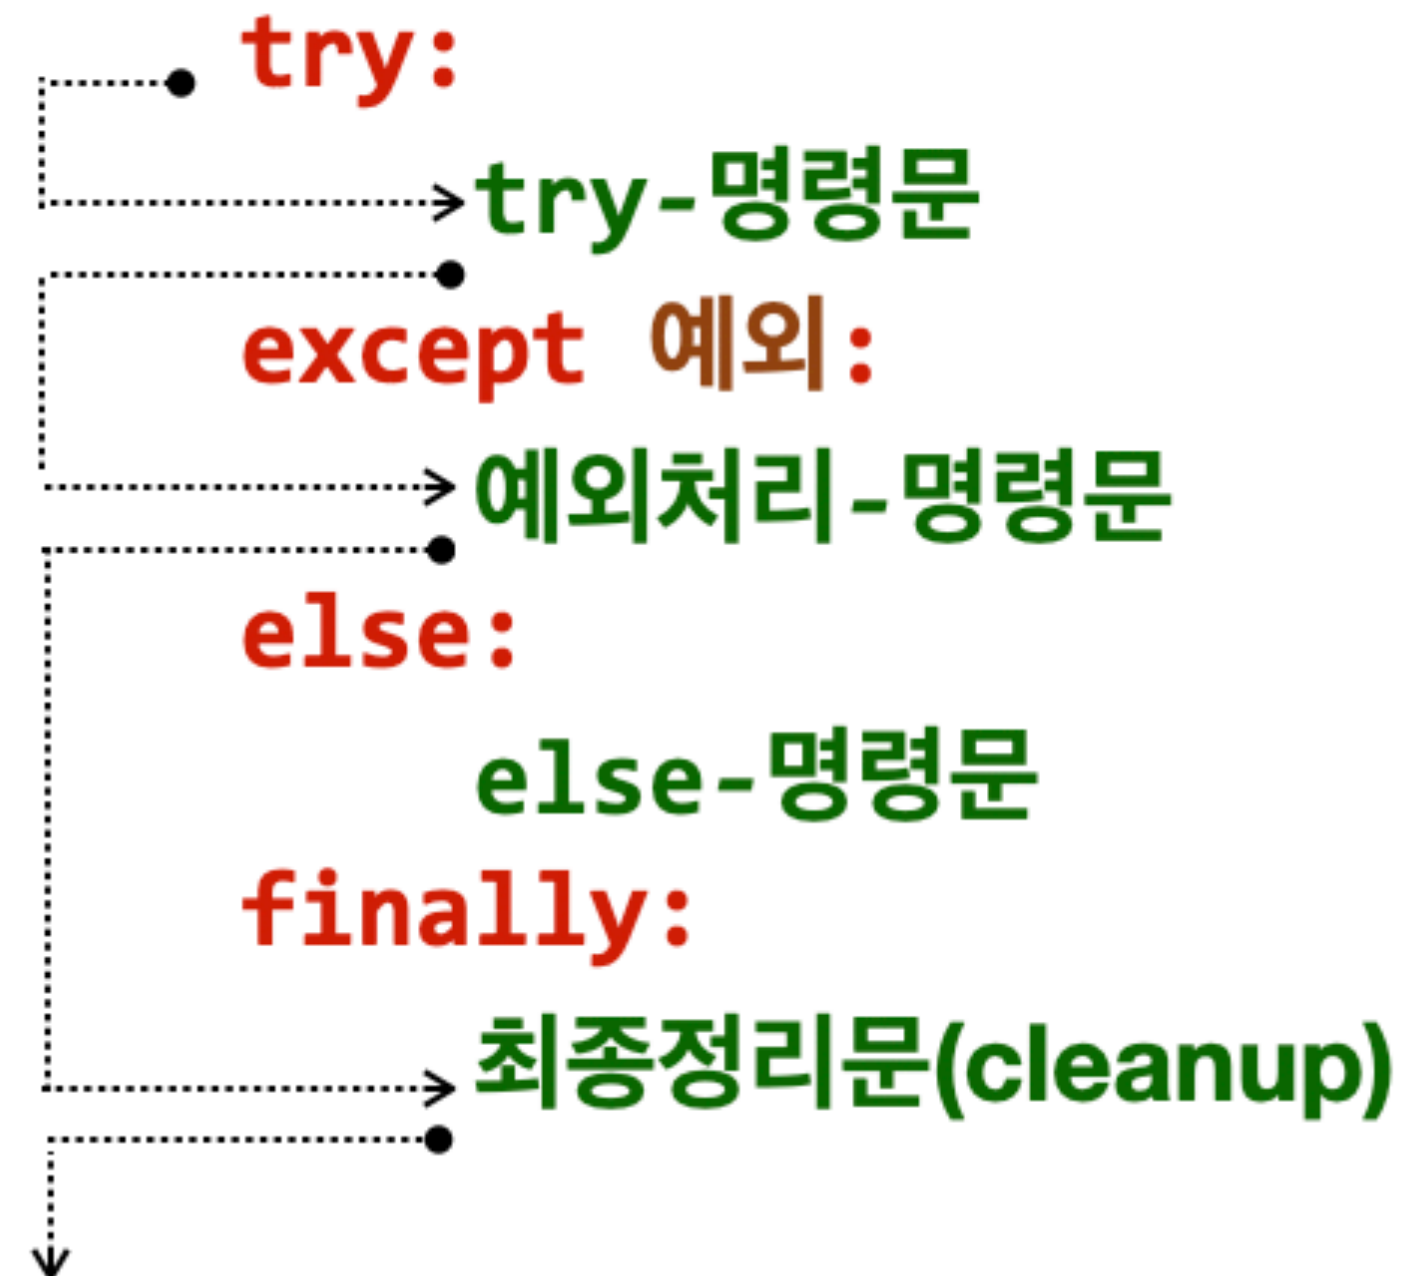 try:
try-명령문
except 예외:
예외처리-명령문
else:
else-명령문
finally:
최종정리문(cleanup)